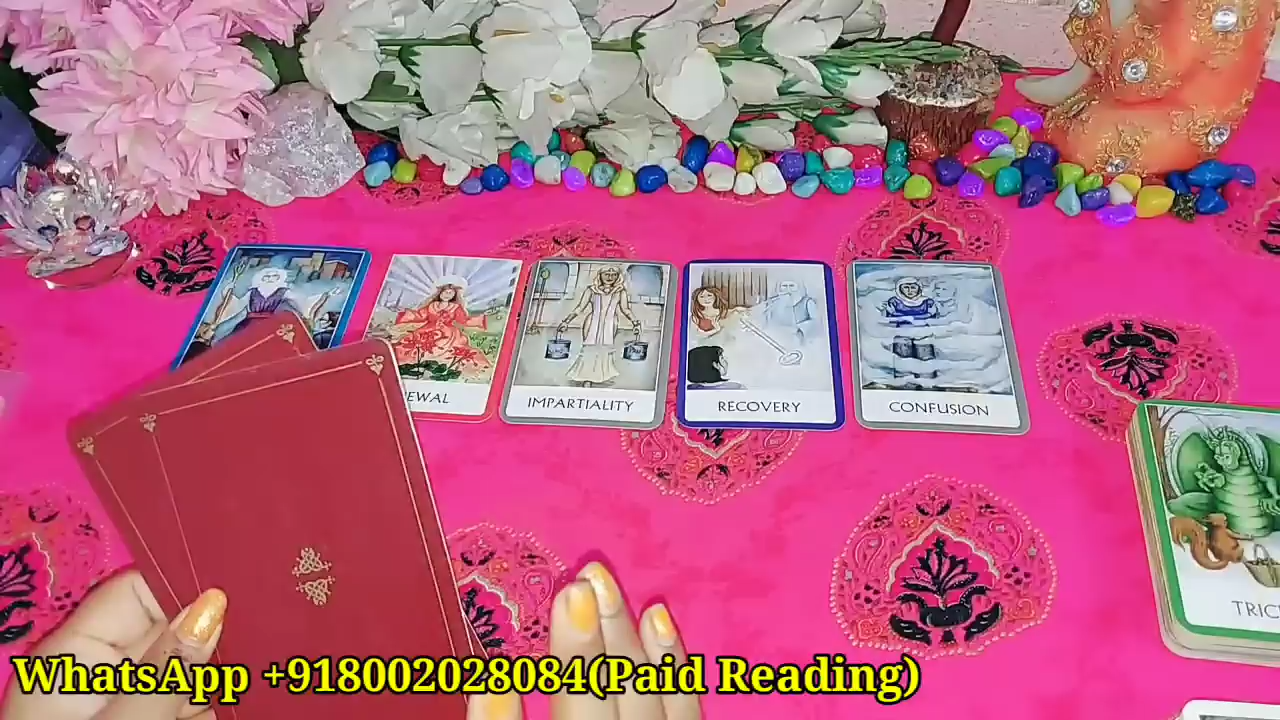 EWAL
IMPARTIALITY
RECOVERY
CONFUSION
TRIC
WhatsApp +918002028084(Paid Reading)